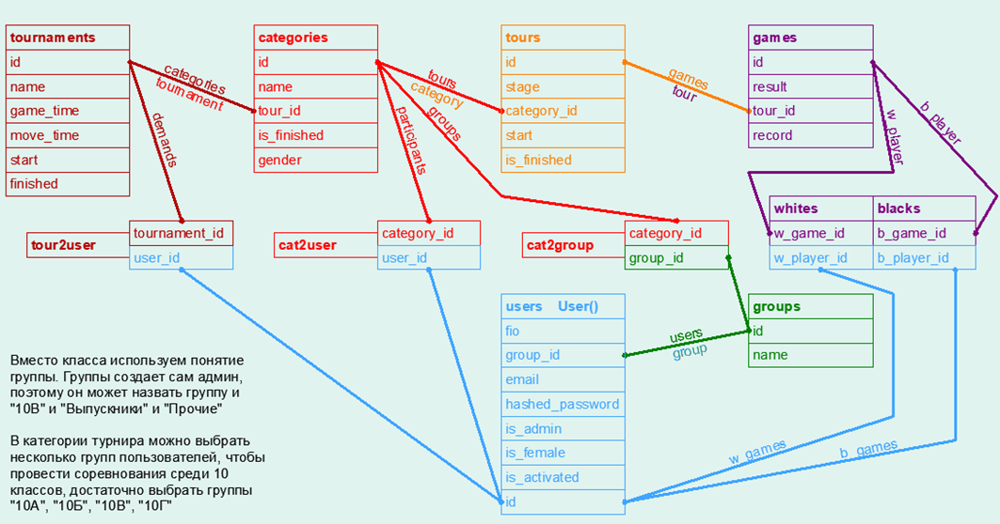 tournaments
id
name
game_time
move_time
start
finished
categories
tournament
demands
categories
id
name
tour_id
is_finished
gender
tours
category
groups
participants
tours
id
stage
category_id
start
is_finished
games
tour
games
id
result
tour_id
record
w_player
b_player
tour2user
tournament_id
user_id
cat2user
category_id
user_id
cat2group
category_id
group_id
whites blacks
w_game_id b_game_id
w_player_id b_player_id
users User()
fio
group_id
email
hashed_password
is_admin
is_female
is_activated
id
users
group
groups
id
name
w_games
b_games
Вместо класса используем понятие
группы. Группы создает сам админ,
поэтому он может назвать группу и
"10В" и "Выпускники" и "Прочие"
В категории турнира можно выбрать
несколько групп пользователей, чтобы
провести соревнования среди 10
классов, достаточно выбрать группы
"10А", "10Б", "10В", "10Г"